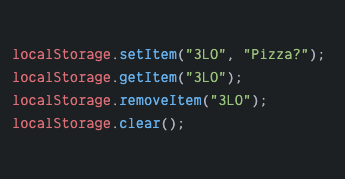 localStorage.setItem("3LO", "Pizza?");
localStorage.getItem("3LO");
localStorage.removeItem("3LO");
localStorage.clear();